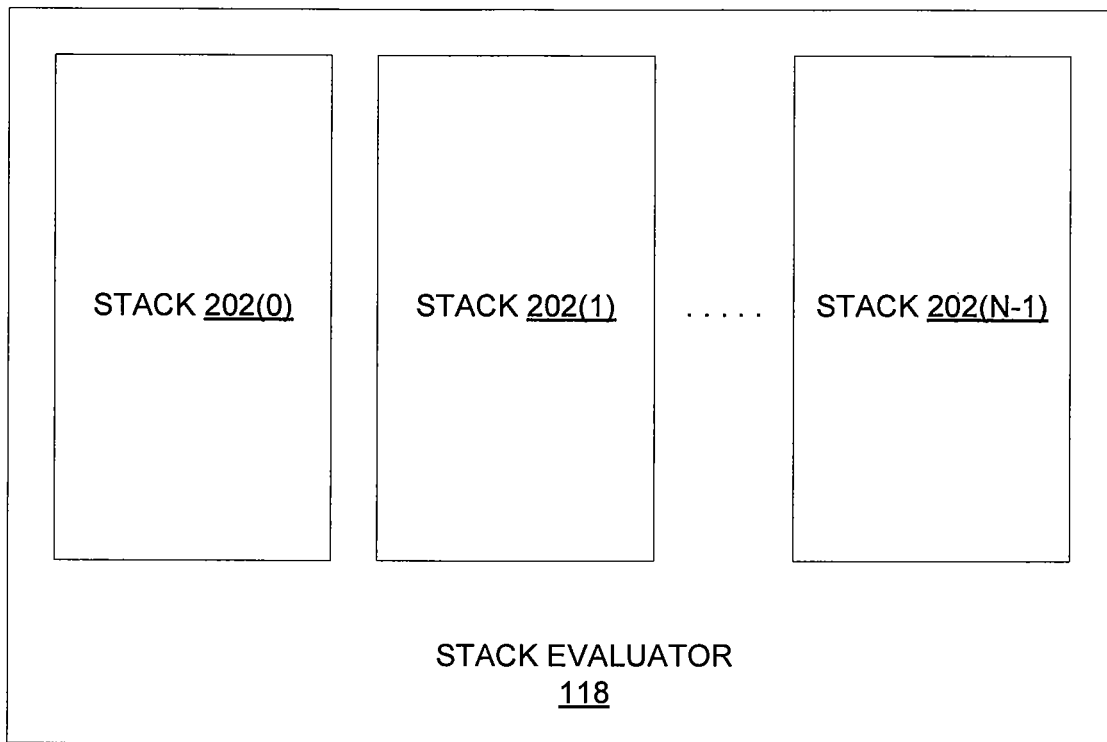 STACK 202(0)
STACK 202(1)
. . . . .
STACK 202(N-1)
STACK EVALUATOR
118